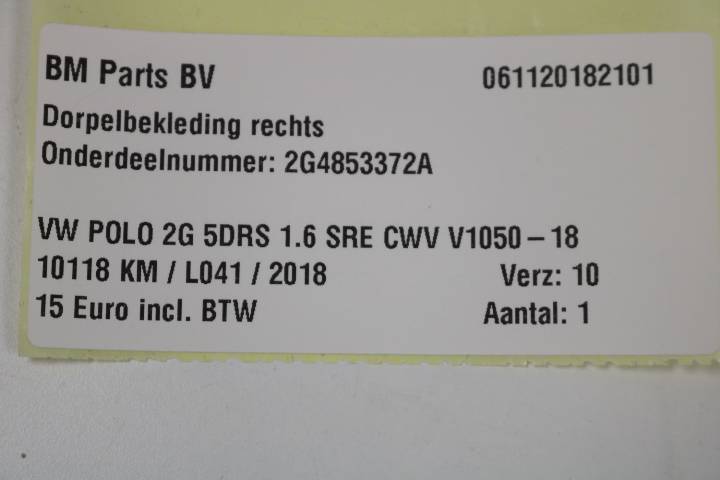 BM Parts BV 061120182101
Dorpelbekleding rechts
Onderdeelnummer: 2G4853372A
VW POLO 2G 5DRS 1.6 SRE CWV V1050-18
10118 KM / L041 / 2018 Verz: 10
15 Euro incl. BTW Aantal: 1